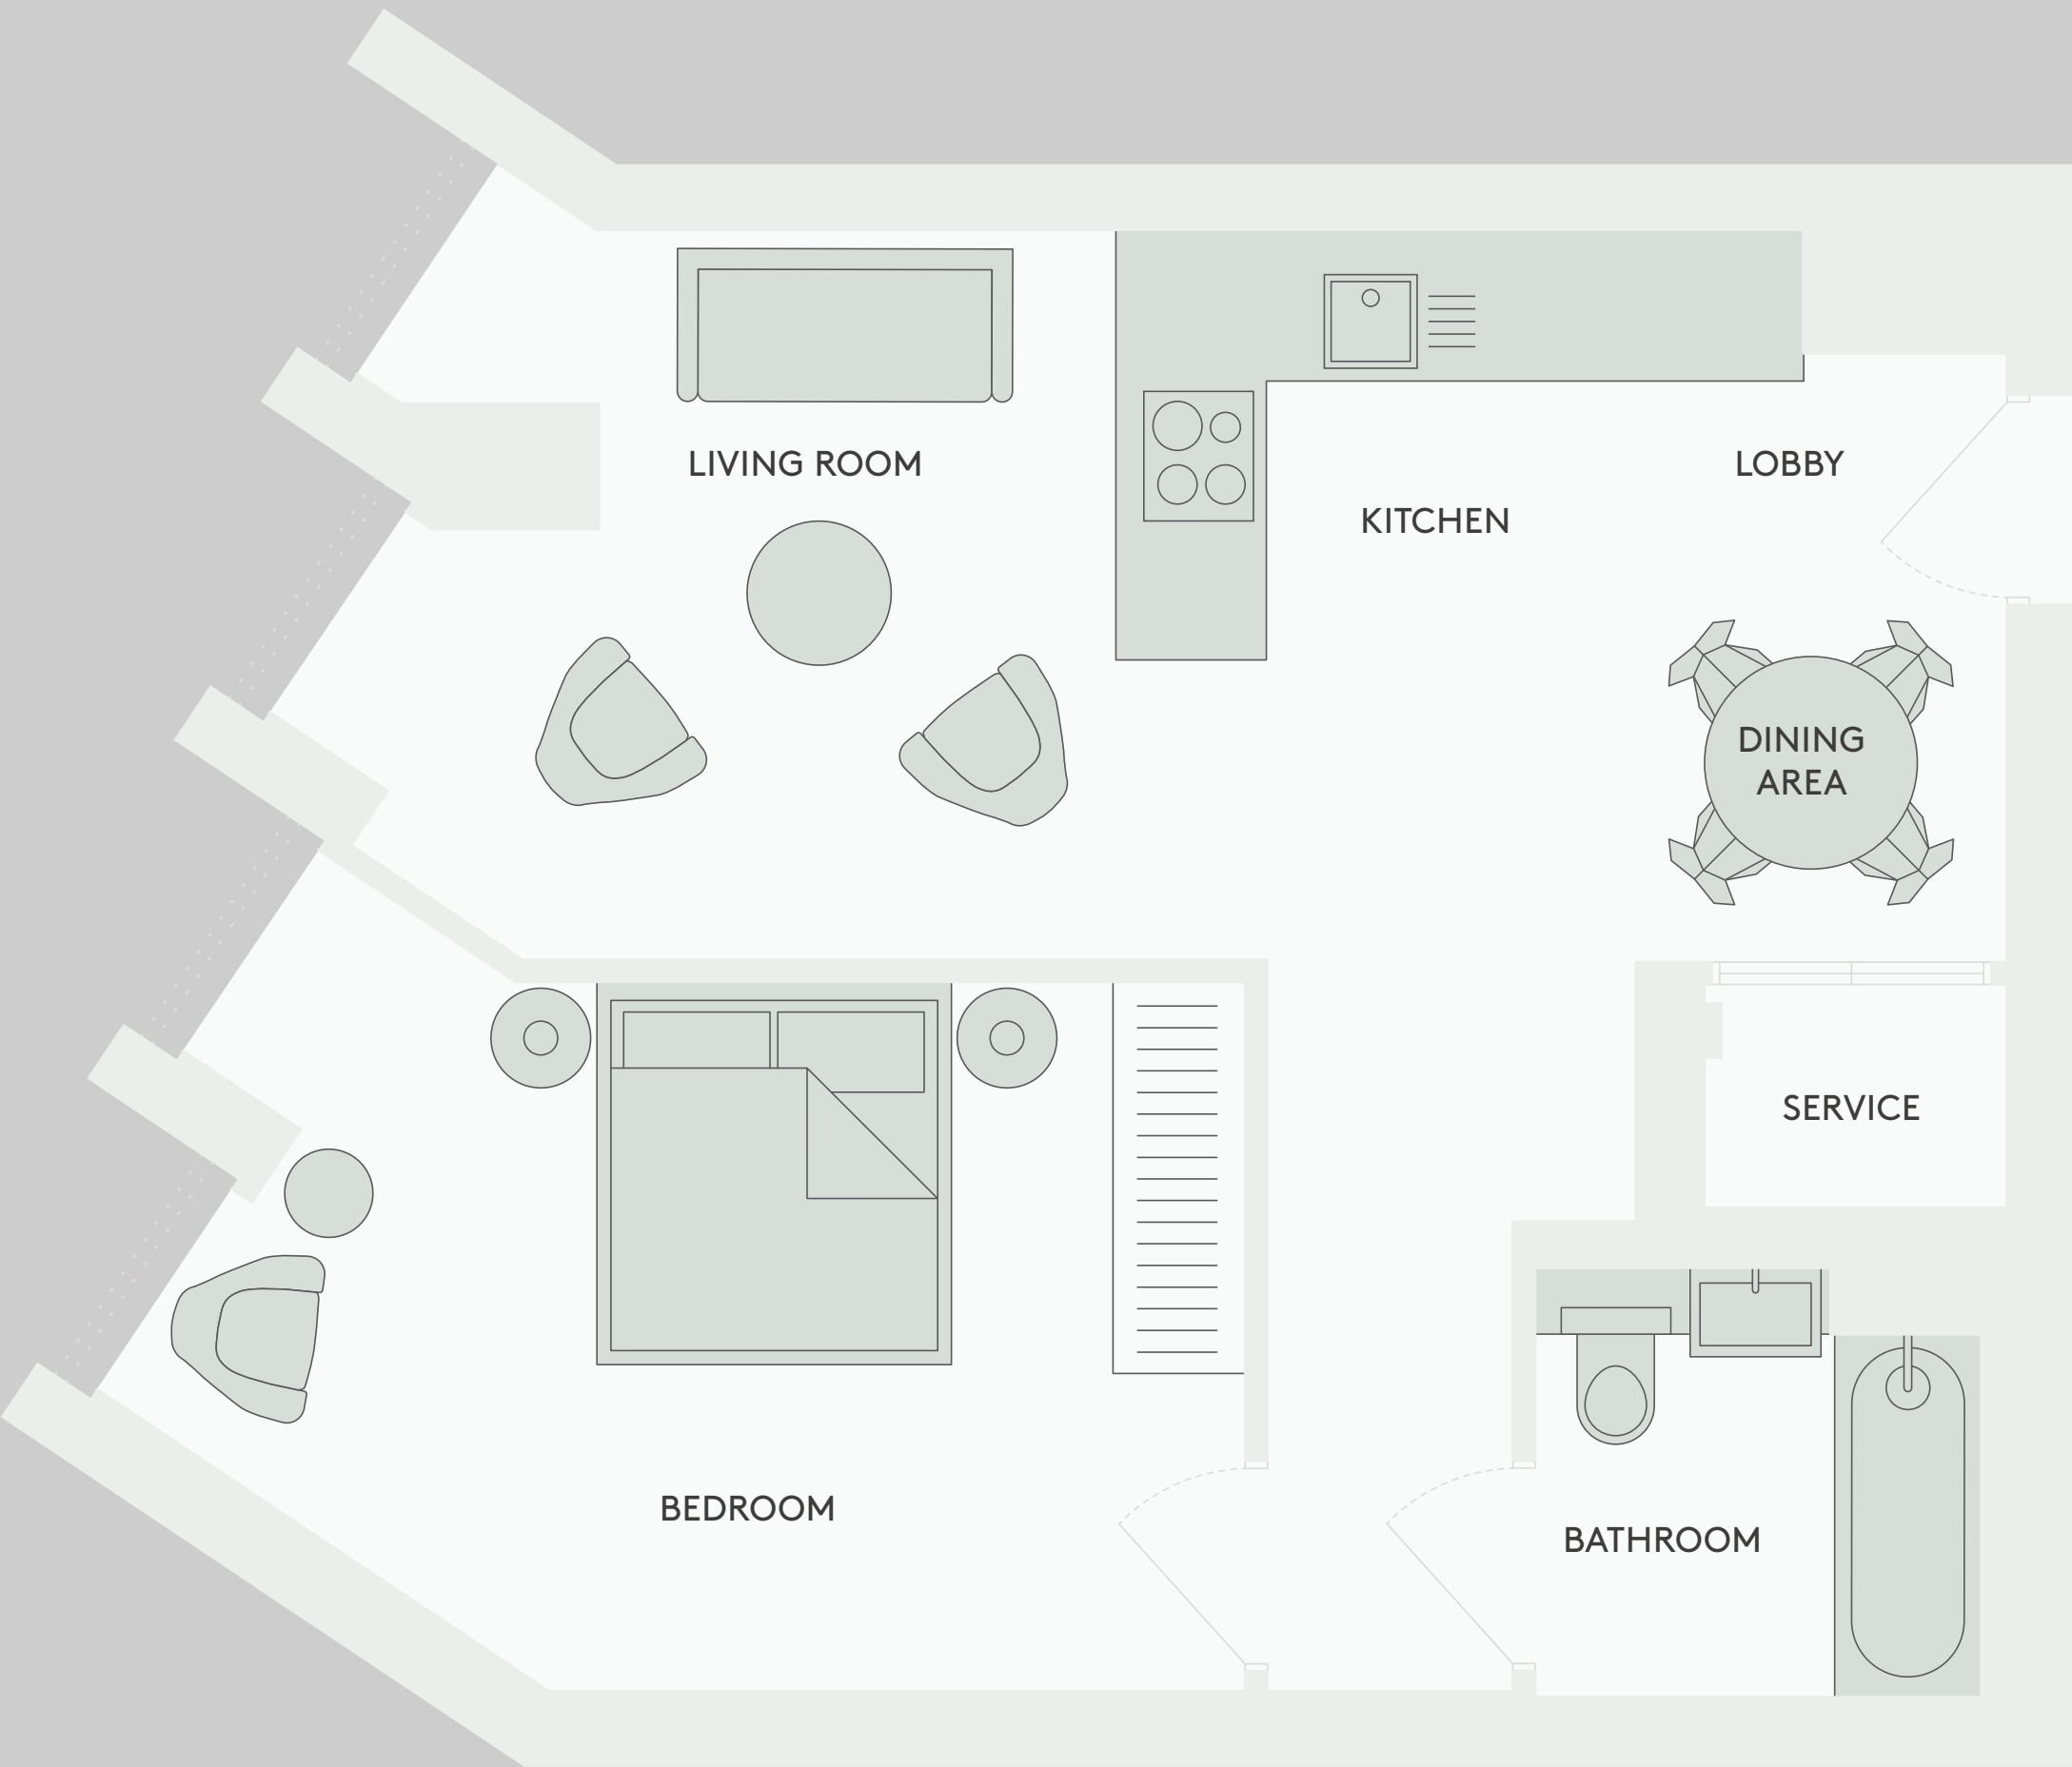 LIVING ROOM
LOBBY
KITCHEN
DINING
AREA
SERVICE
BEDROOM
BATHROOM